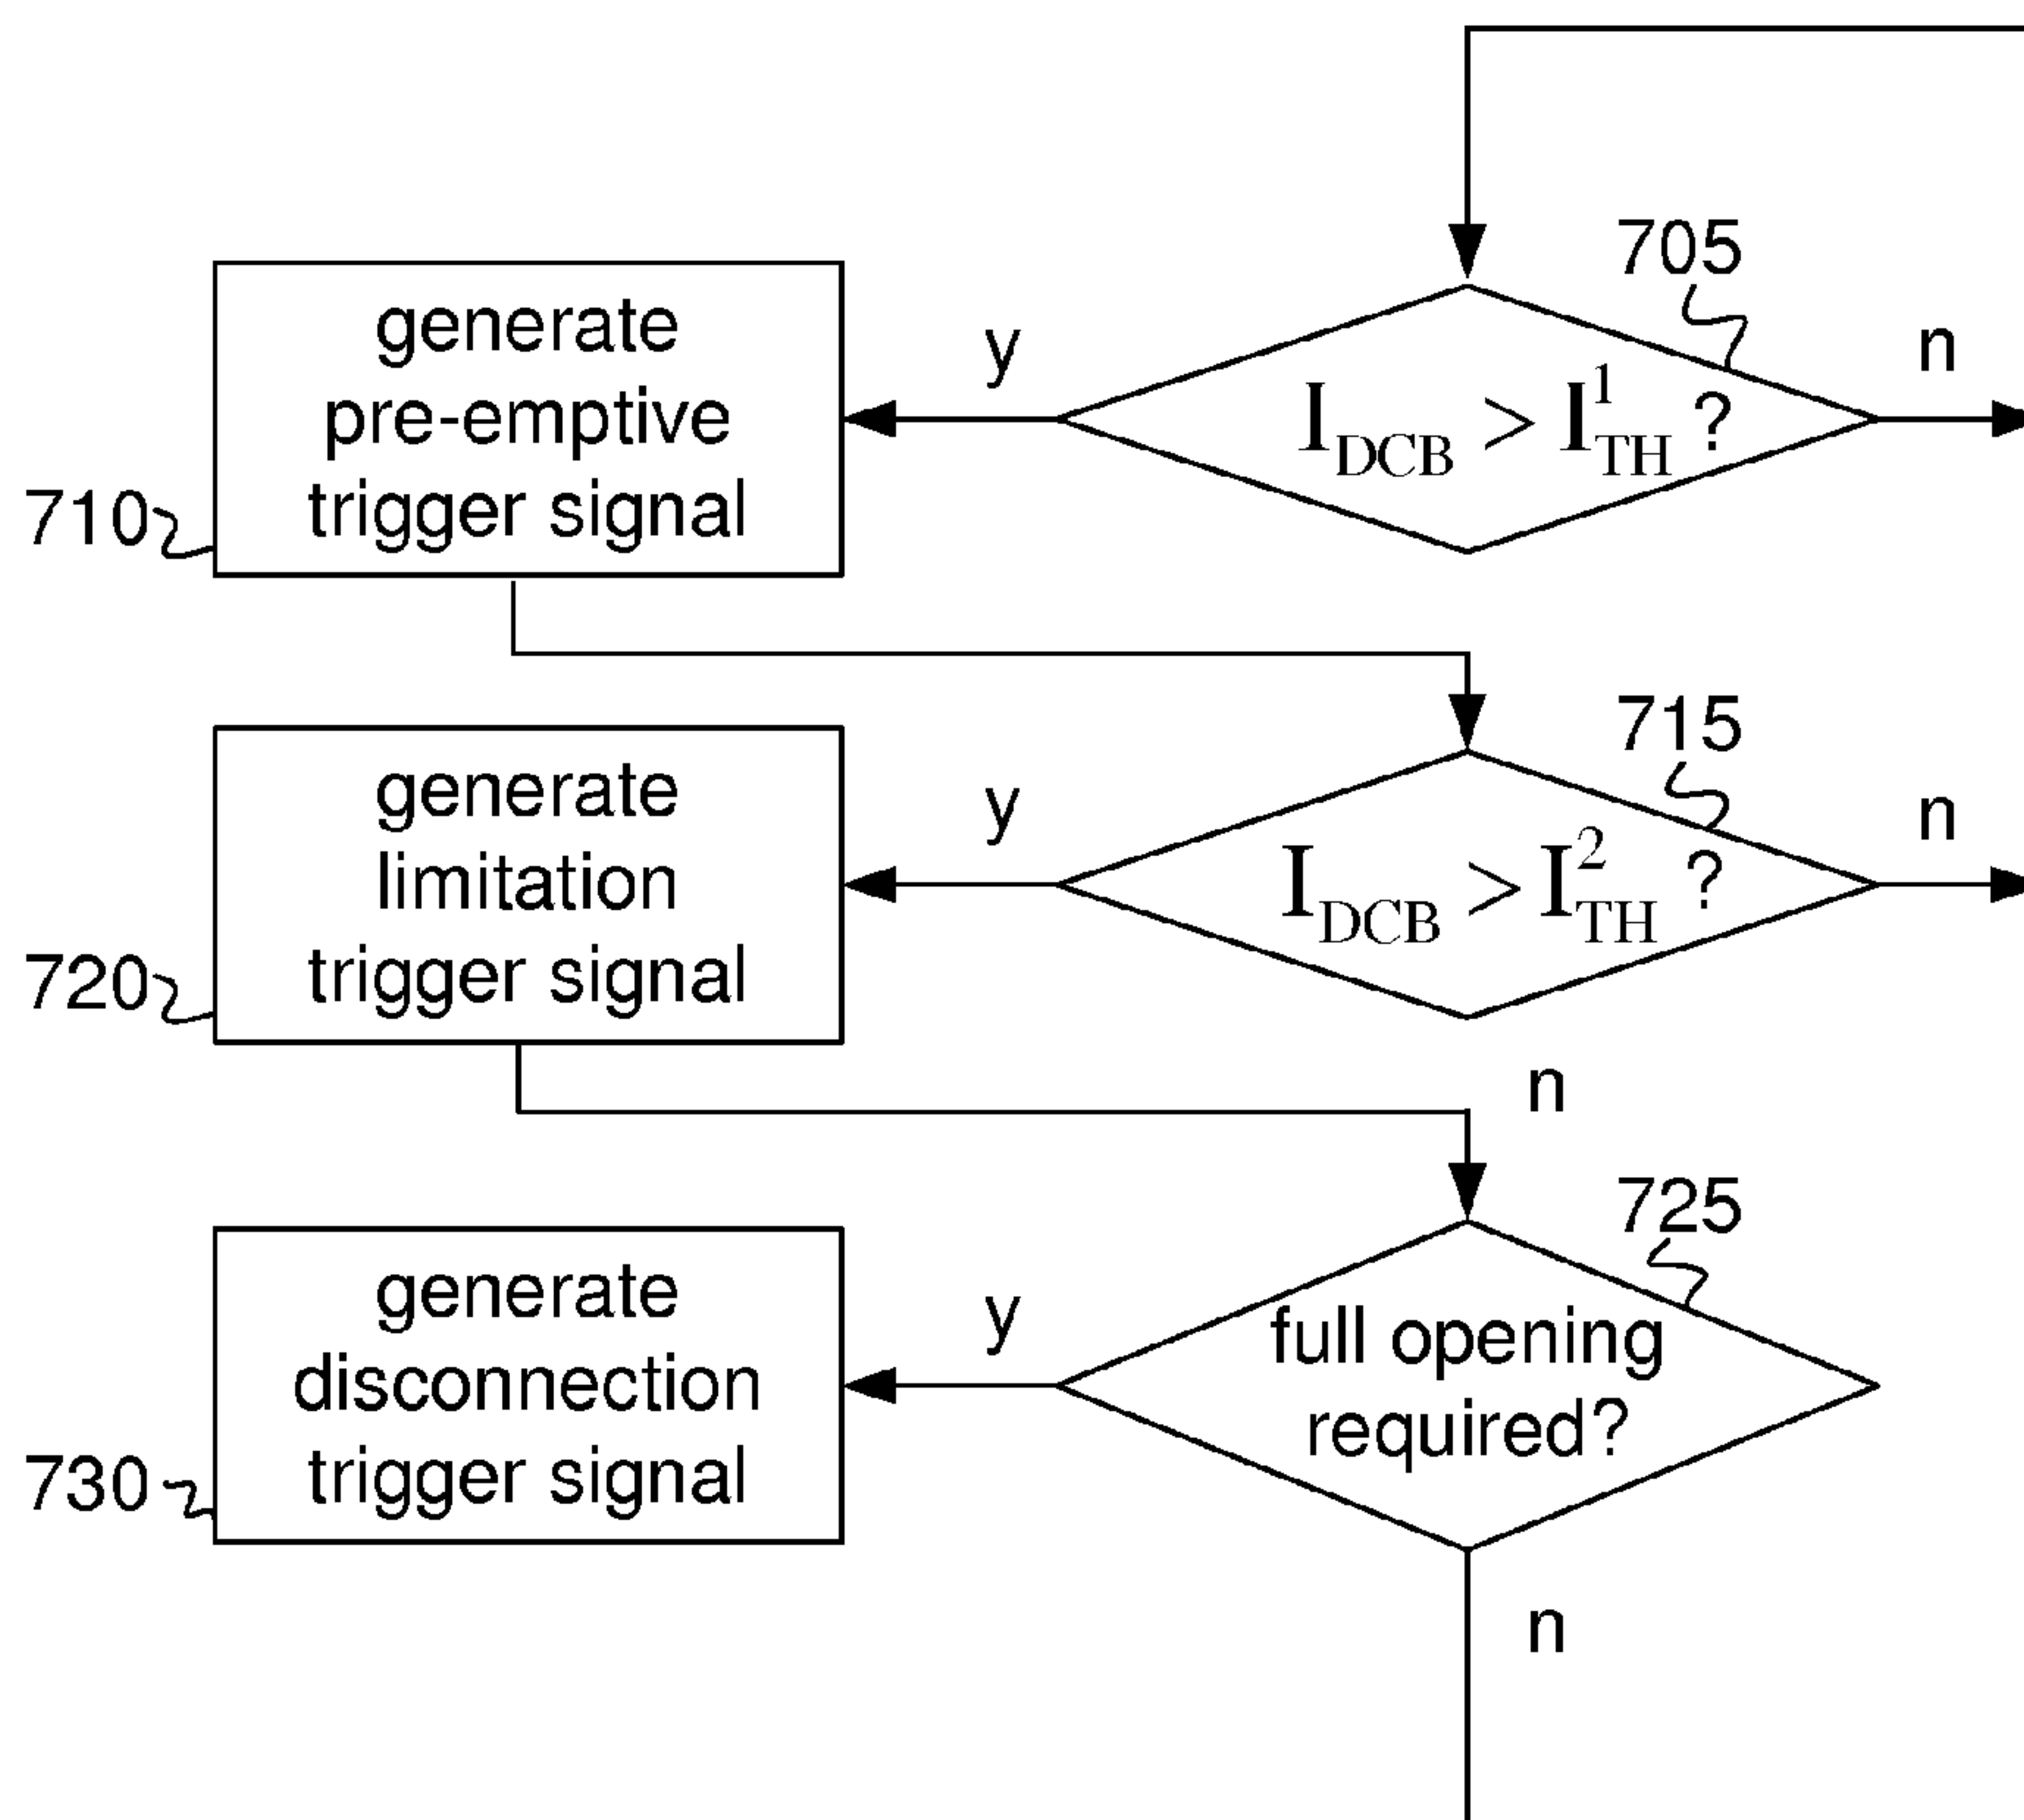 705
generate
pre-emptive
trigger signal
710
y
I_DCB > I^1_TH ?
n
715
generate
limitation
trigger signal
720
y
I_DCB > I^2_TH ?
n
n
725
generate
disconnection
trigger signal
730
y
full opening
required?
n